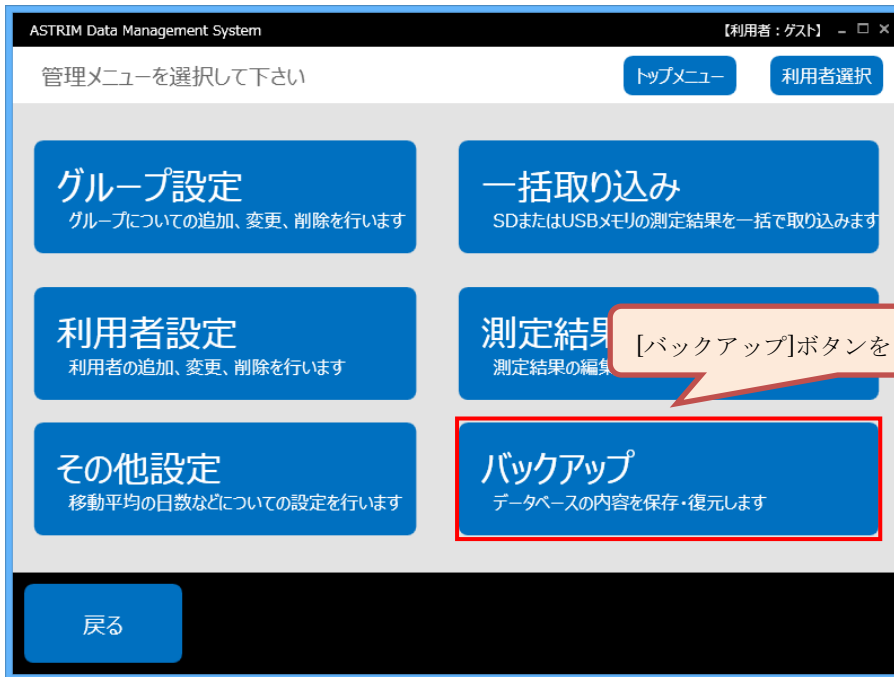 ASTRIM Data Management System
【利用者：ゲスト】
管理メニューを選択して下さい
トップメニュー
利用者選択
グループ設定
グループについての追加、変更、削除を行います
一括取り込み
SDまたはUSBメモリの測定結果を一括で取り込みます
利用者設定
利用者の追加、変更、削除を行います
測定結果
測定結果の編集
[バックアップ]ボタンを
その他設定
移動平均の日数などについての設定を行います
バックアップ
データベースの内容を保存・復元します
戻る